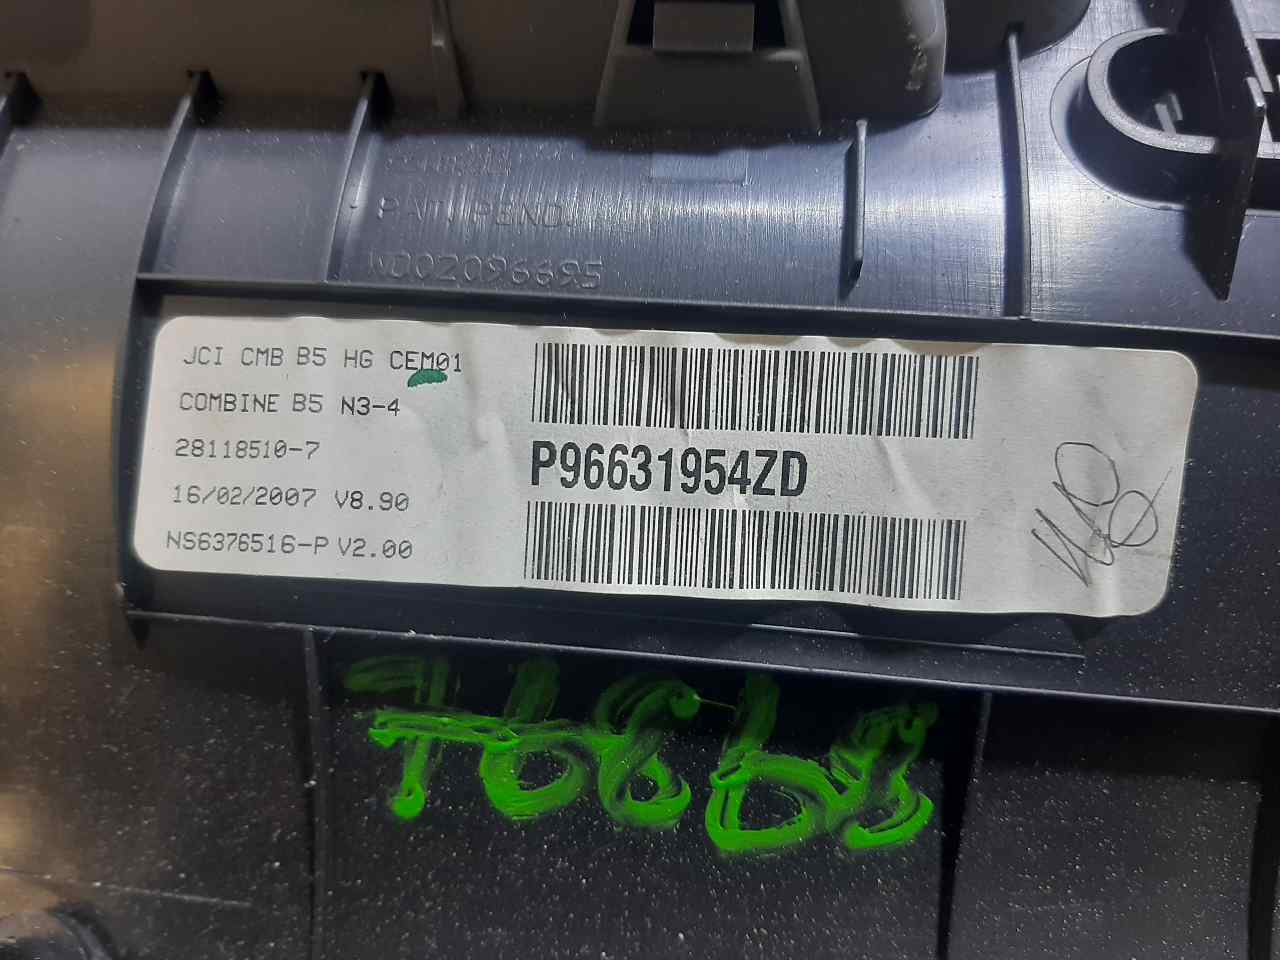 PAT. PEND.
WO02096695
JCI CMB B5 HG CEM01
COMBINE B5 N3-4
28118510-7
16/02/2007 V8.90
NS6376516-P V2.00
P96631954ZD